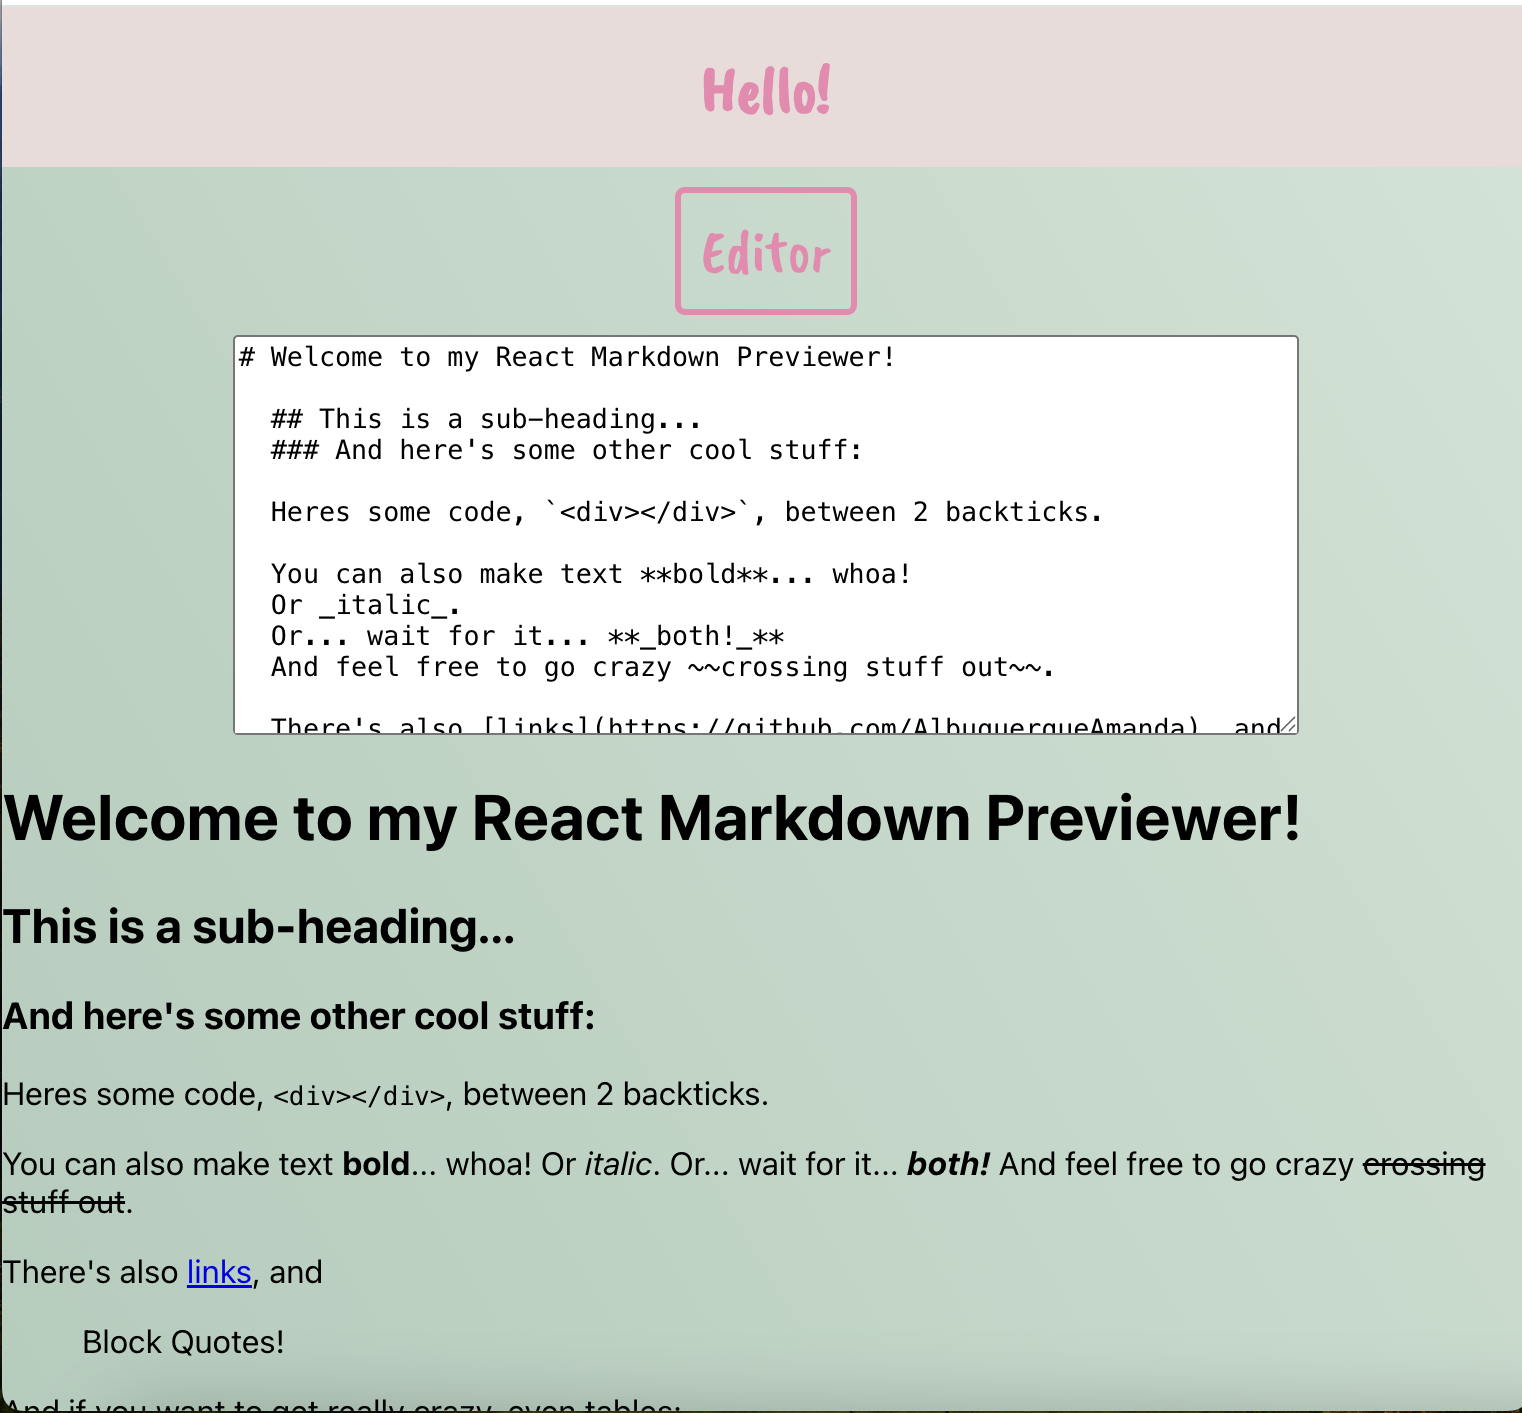 Hello!
Editor
# Welcome to my React Markdown Previewer!
## This is a sub-heading...
### And here's some other cool stuff:
Heres some code, `<div></div>`, between 2 backticks.
You can also make text **bold**... whoa!
Or _italic_.
Or... wait for it... **_both!_**
And feel free to go crazy ~~crossing stuff out~~.
There's also [links](https://github.com/AlbuquerqueAmanda), and
Welcome to my React Markdown Previewer!
This is a sub-heading...
And here's some other cool stuff:
Heres some code, <div></div>, between 2 backticks.
You can also make text bold... whoa! Or italic. Or... wait for it... both! And feel free to go crazy crossing
stuff out.
There's also links, and
Block Quotes!
And if you want to get really crazy, even tables: